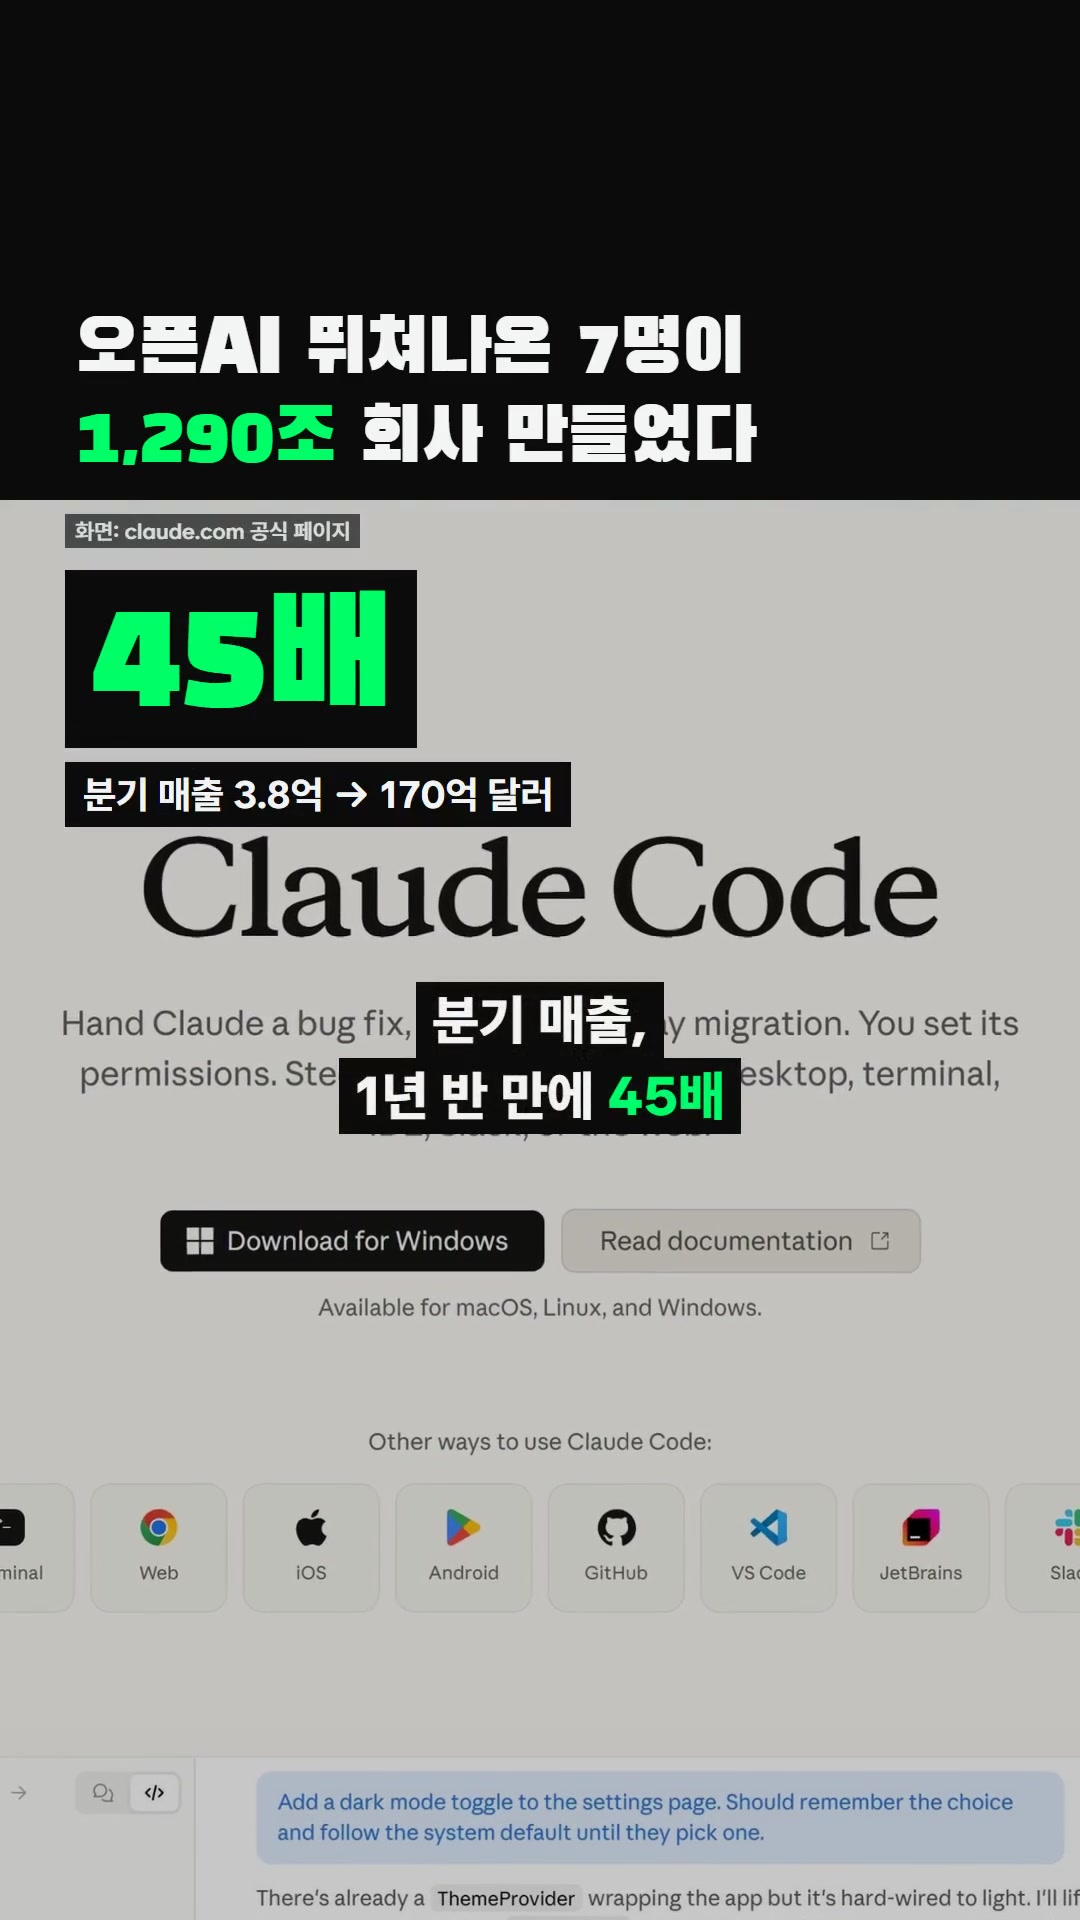 오픈AI 뛰쳐나온 7명이
1,290조 회사 만들었다
화면: claude.com 공식 페이지
45배
분기 매출 3.8억 → 170억 달러
Claude Code
Hand Claude a bug fix, migration. You set its
분기 매출,
permissions. desktop, terminal,
1년 반 만에 45배
Download for Windows
Read documentation
Available for macOS, Linux, and Windows.
Other ways to use Claude Code:
Web
iOS
Android
GitHub
VS Code
JetBrains
Add a dark mode toggle to the settings page. Should remember the choice
and follow the system default until they pick one.
There's already a ThemeProvider wrapping the app but it's hard-wired to light. I'll